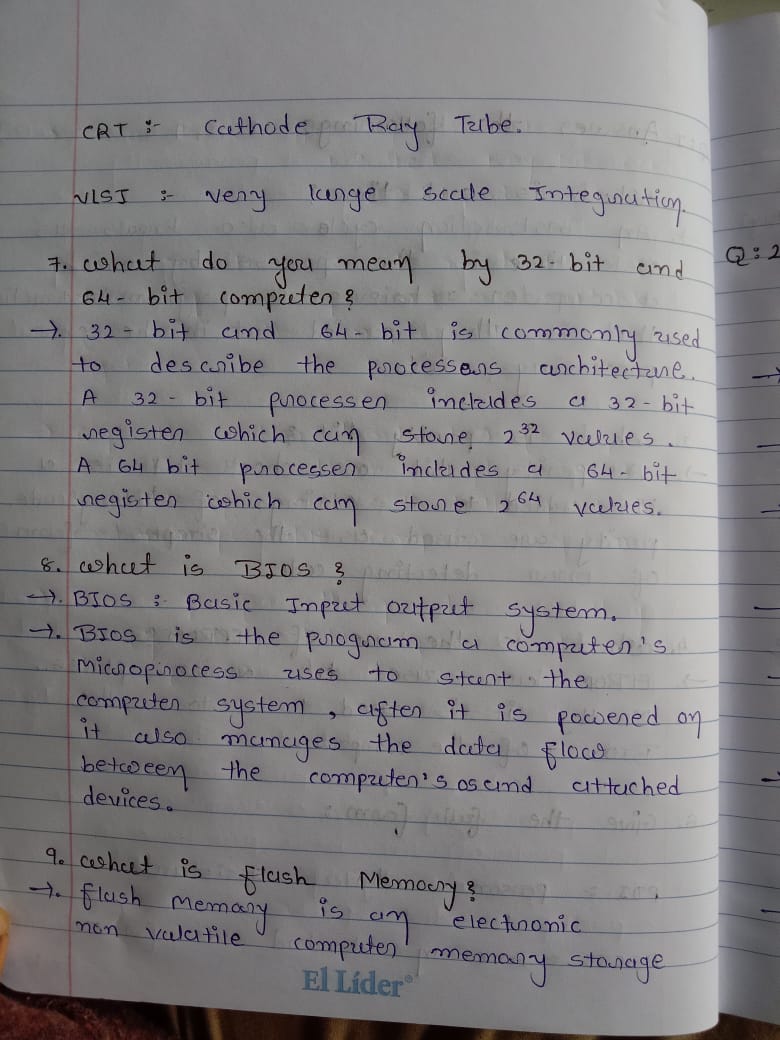 CRT :- Cathode Ray Tube.
VLSI :- very large scale Integration.
7. what do you mean by 32-bit and
64-bit computer ?
→. 32-bit and 64-bit is commonly used
to describe the processers architecture.
A 32-bit processer includes a 32-bit
register which can store 2^32 values.
A 64 bit processer includes a 64-bit
register which can store 2^64 values.
8. what is BIOS ?
→. BIOS : Basic Input output system.
→. BIOS is the program a computer's
microprocess uses to start the
computer system, after it is powered on
it also manages the data flow
between the computer's os and attached
devices.
9. what is flash Memory ?
→. flash memory is an electronic
non valatile computer memary storage
El Líder®
Q:2